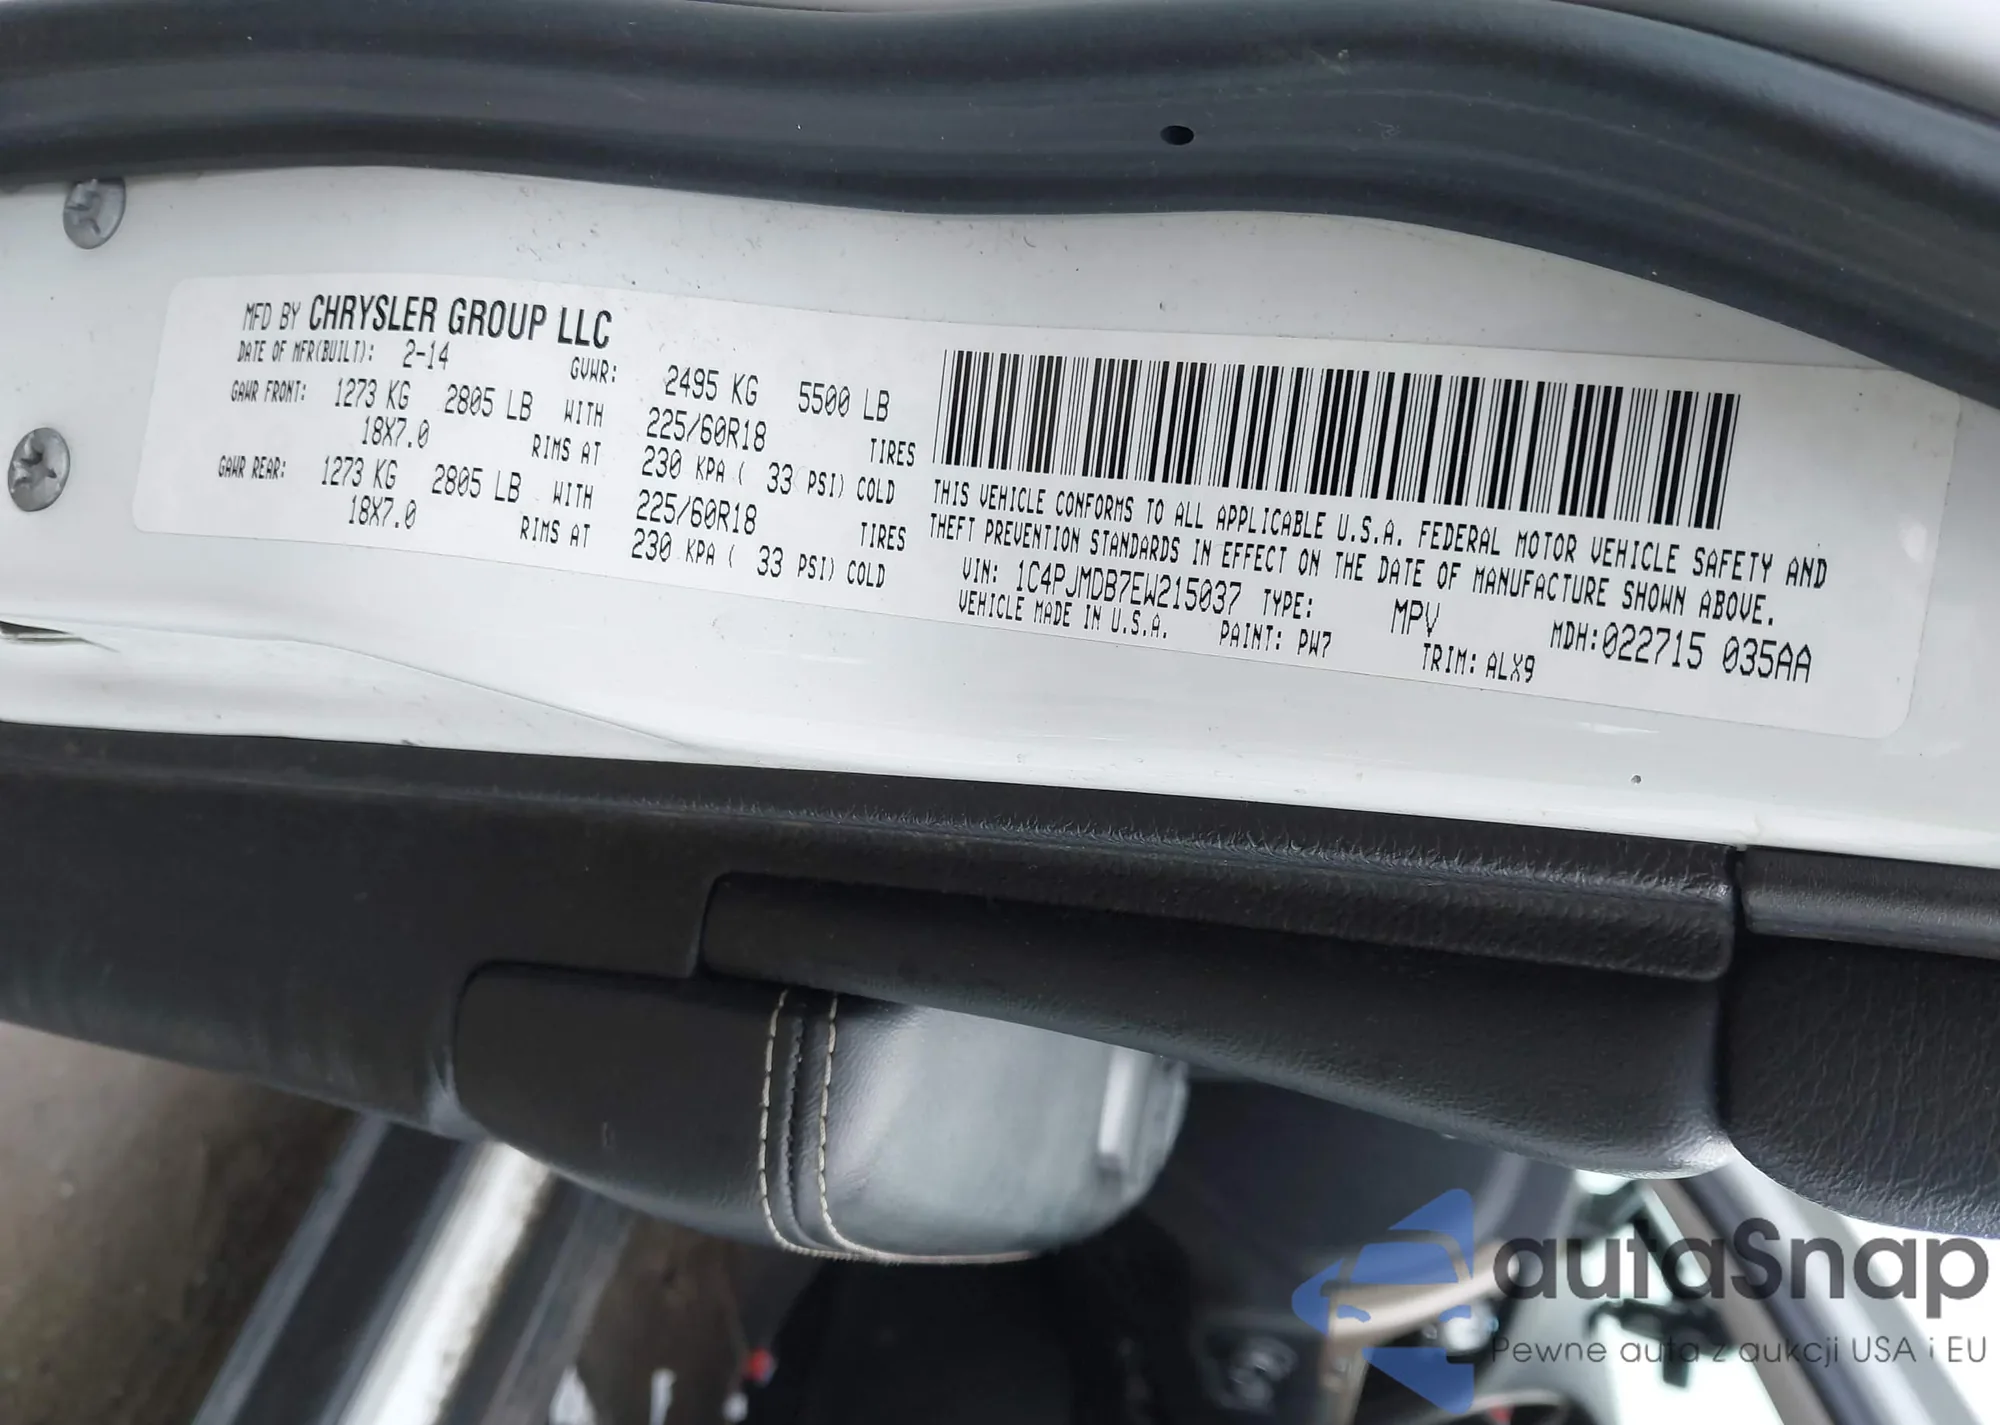 MFD BY CHRYSLER GROUP LLC
DATE OF MFR(BUILT): 2-14 GVWR: 2495 KG 5500 LB
GAWR FRONT: 1273 KG 2805 LB WITH 225/60R18 TIRES
18X7.0 RIMS AT 230 KPA ( 33 PSI) COLD
GAWR REAR: 1273 KG 2805 LB WITH 225/60R18 TIRES
18X7.0 RIMS AT 230 KPA ( 33 PSI) COLD
THIS VEHICLE CONFORMS TO ALL APPLICABLE U.S.A. FEDERAL MOTOR VEHICLE SAFETY AND
THEFT PREVENTION STANDARDS IN EFFECT ON THE DATE OF MANUFACTURE SHOWN ABOVE.
VIN: 1C4PJMDB7EW215037 TYPE: MPV MDH:022715 035AA
VEHICLE MADE IN U.S.A. PAINT: PW7 TRIM: ALX9
autaSnap
Pewne auta z aukcji USA i EU